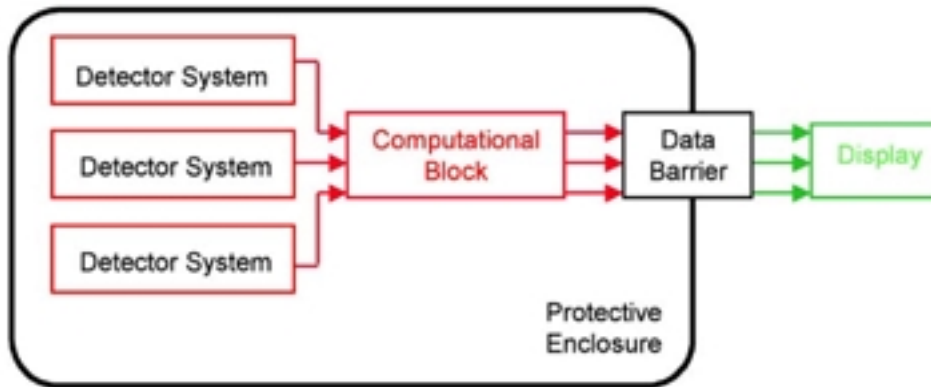 Detector System
Detector System
Detector System
Computational
Block
Data
Barrier
Display
Protective
Enclosure